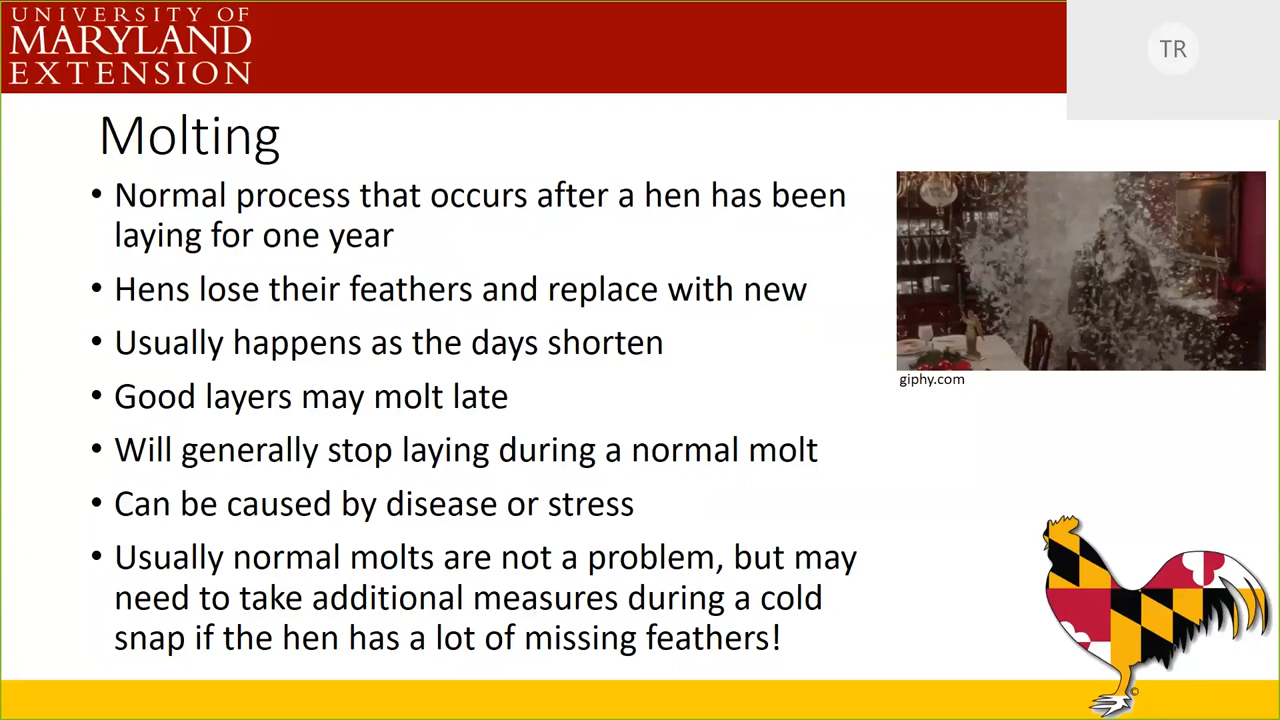 UNIVERSITY OF
MARYLAND
EXTENSION
TR
Molting
• Normal process that occurs after a hen has been
laying for one year
• Hens lose their feathers and replace with new
• Usually happens as the days shorten
• Good layers may molt late
• Will generally stop laying during a normal molt
• Can be caused by disease or stress
• Usually normal molts are not a problem, but may
need to take additional measures during a cold
snap if the hen has a lot of missing feathers!
giphy.com
©